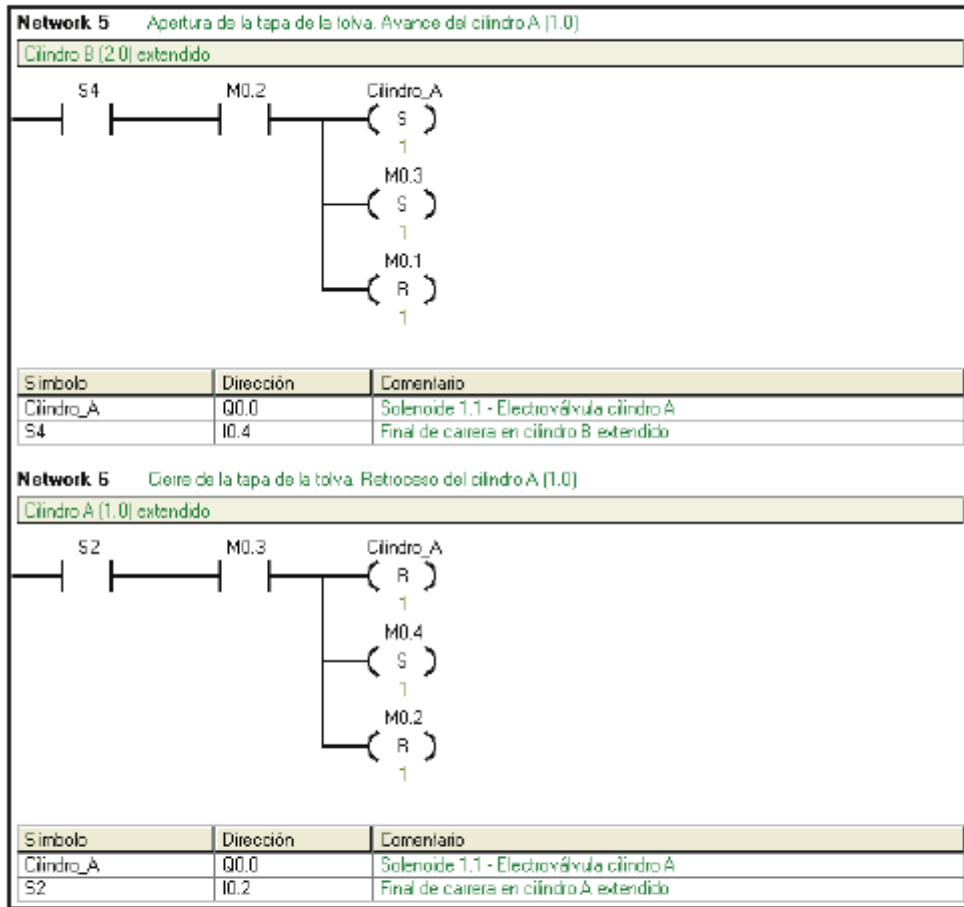 Network 5 Apertura de la tapa de la tolva. Avance del cilindro A (1.0)
Cilindro B (2.0) extendido
S4 M0.2 Cilindro_A
S
1
M0.3
S
1
M0.1
R
1
Símbolo Dirección Comentario
Cilindro_A Q0.0 Solenoide 1.1 - Electroválvula cilindro A
S4 I0.4 Final de carrera en cilindro B extendido
Network 6 Cierre de la tapa de la tolva. Retroceso del cilindro A (1.0)
Cilindro A (1.0) extendido
S2 M0.3 Cilindro_A
R
1
M0.4
S
1
M0.2
R
1
Símbolo Dirección Comentario
Cilindro_A Q0.0 Solenoide 1.1 - Electroválvula cilindro A
S2 I0.2 Final de carrera en cilindro A extendido